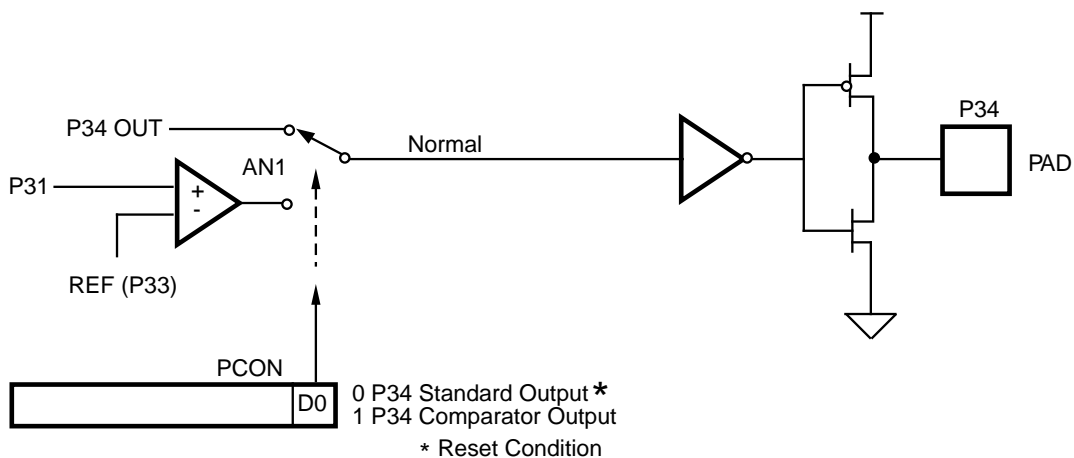 P34
P34 OUT
Normal
AN1
PAD
P31
+
-
REF (P33)
PCON
D0
0 P34 Standard Output *
1 P34 Comparator Output
* Reset Condition